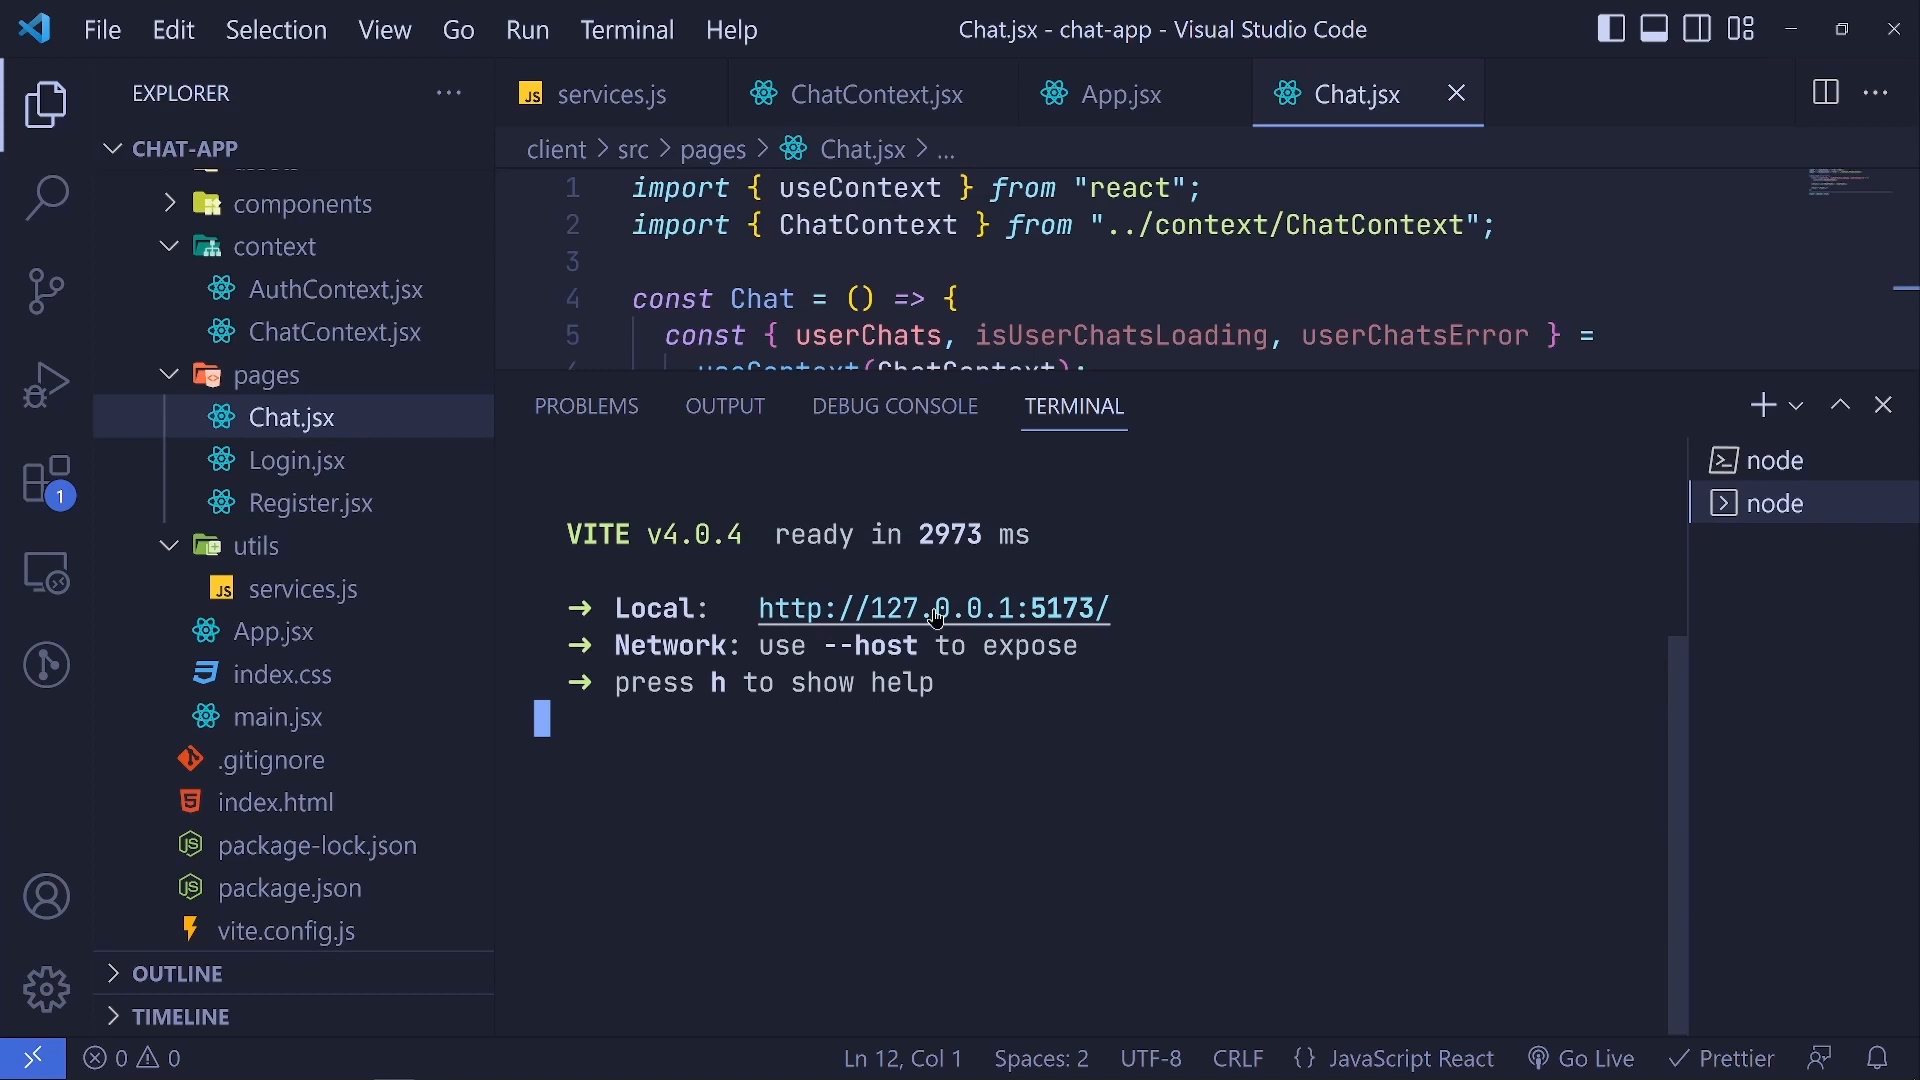 File Edit Selection View Go Run Terminal Help
Chat.jsx - chat-app - Visual Studio Code
EXPLORER
CHAT-APP
components
context
AuthContext.jsx
ChatContext.jsx
pages
Chat.jsx
Login.jsx
Register.jsx
utils
JS services.js
App.jsx
index.css
main.jsx
.gitignore
index.html
package-lock.json
package.json
vite.config.js
OUTLINE
TIMELINE
1
JS services.js
ChatContext.jsx
App.jsx
Chat.jsx
client > src > pages > Chat.jsx > ...
1 import { useContext } from "react";
2 import { ChatContext } from "../context/ChatContext";
3
4 const Chat = () => {
5 const { userChats, isUserChatsLoading, userChatsError } =
useContext(ChatContext);
PROBLEMS OUTPUT DEBUG CONSOLE TERMINAL
VITE v4.0.4 ready in 2973 ms
➜ Local: http://127.0.0.1:5173/
➜ Network: use --host to expose
➜ press h to show help
node
node
0 0
Ln 12, Col 1 Spaces: 2 UTF-8 CRLF {} JavaScript React Go Live Prettier